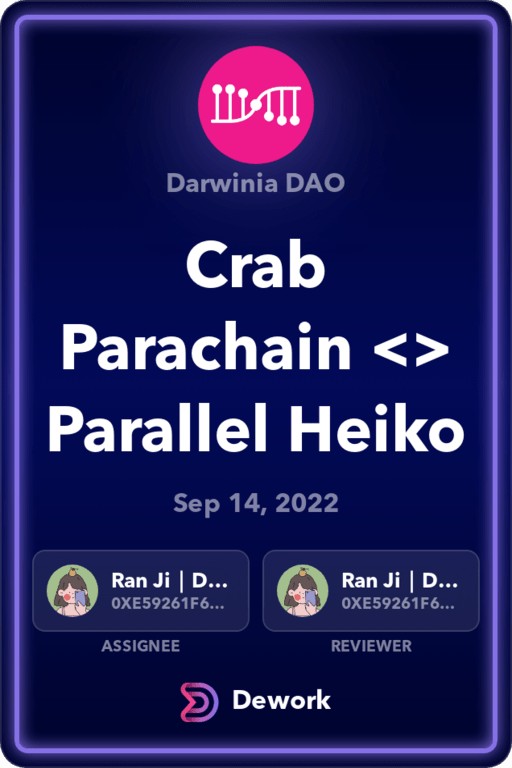 Darwinia DAO
Crab
Parachain <>
Parallel Heiko
Sep 14, 2022
Ran Ji | D...
0XE59261F6...
ASSIGNEE
Ran Ji | D...
0XE59261F6...
REVIEWER
Dework